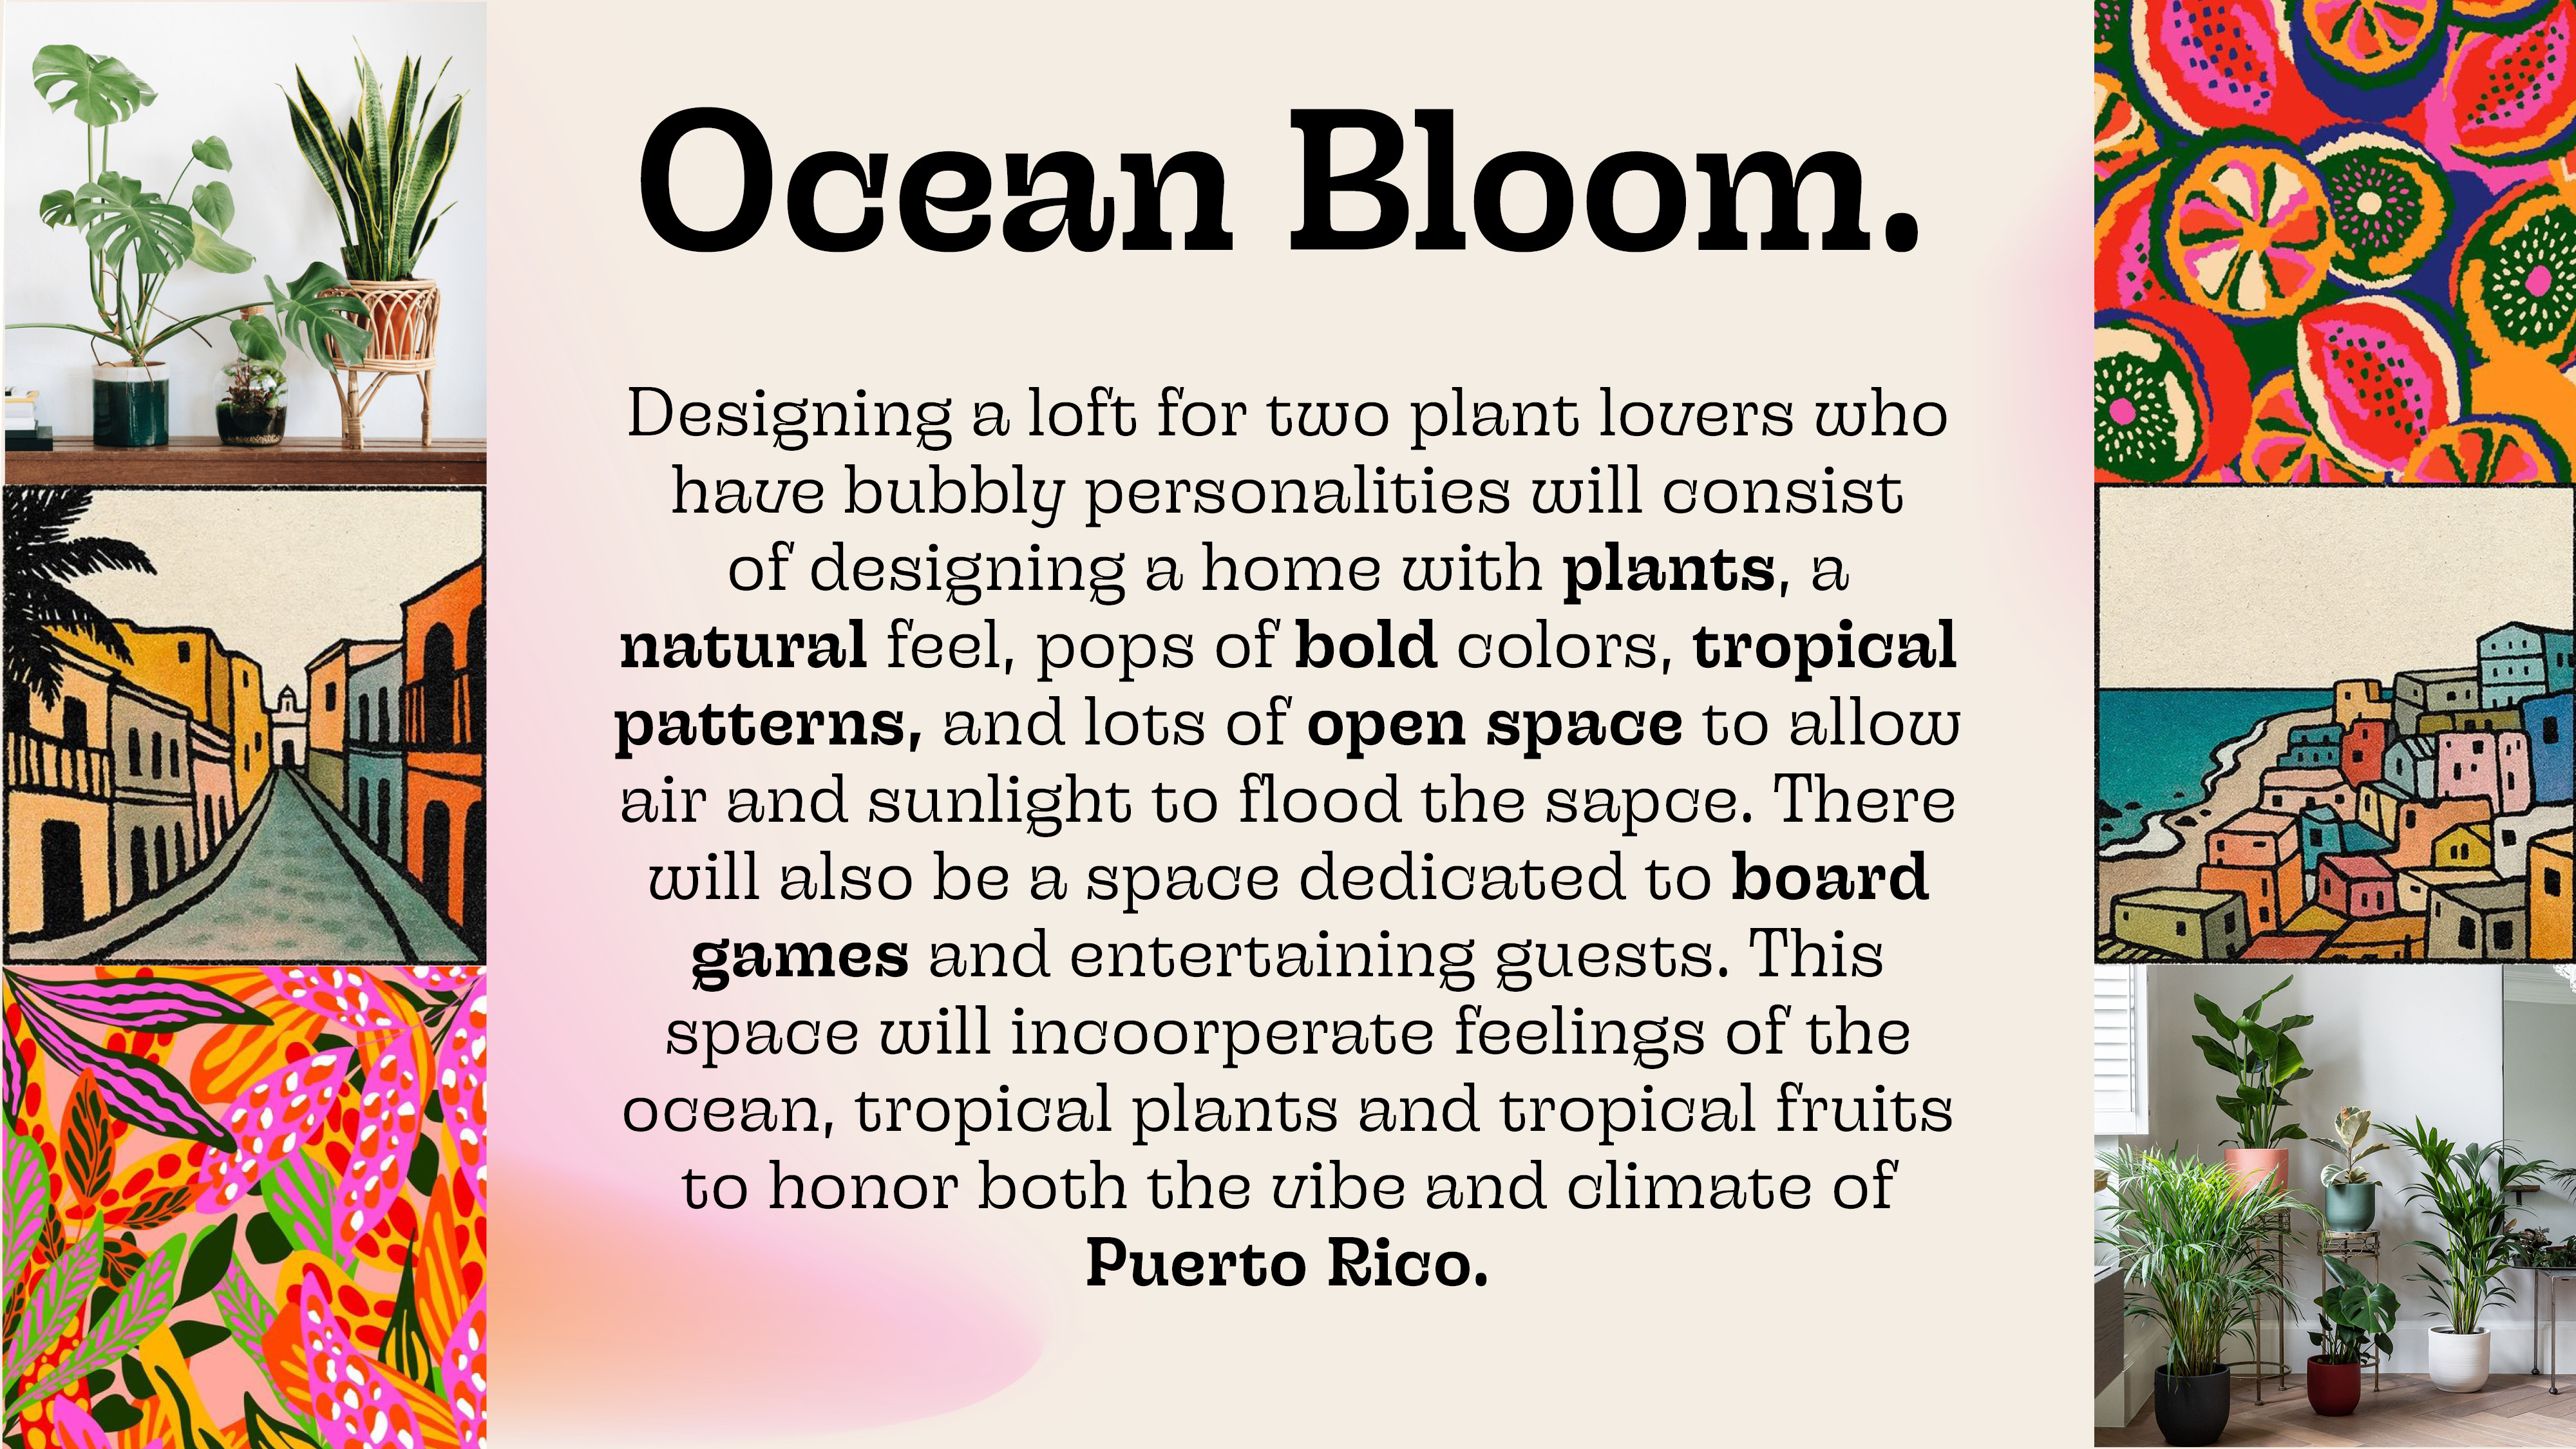 Ocean Bloom.
Designing a loft for two plant lovers who
have bubbly personalities will consist
of designing a home with plants, a
natural feel, pops of bold colors, tropical
patterns, and lots of open space to allow
air and sunlight to flood the sapce. There
will also be a space dedicated to board
games and entertaining guests. This
space will incoorperate feelings of the
ocean, tropical plants and tropical fruits
to honor both the vibe and climate of
Puerto Rico.